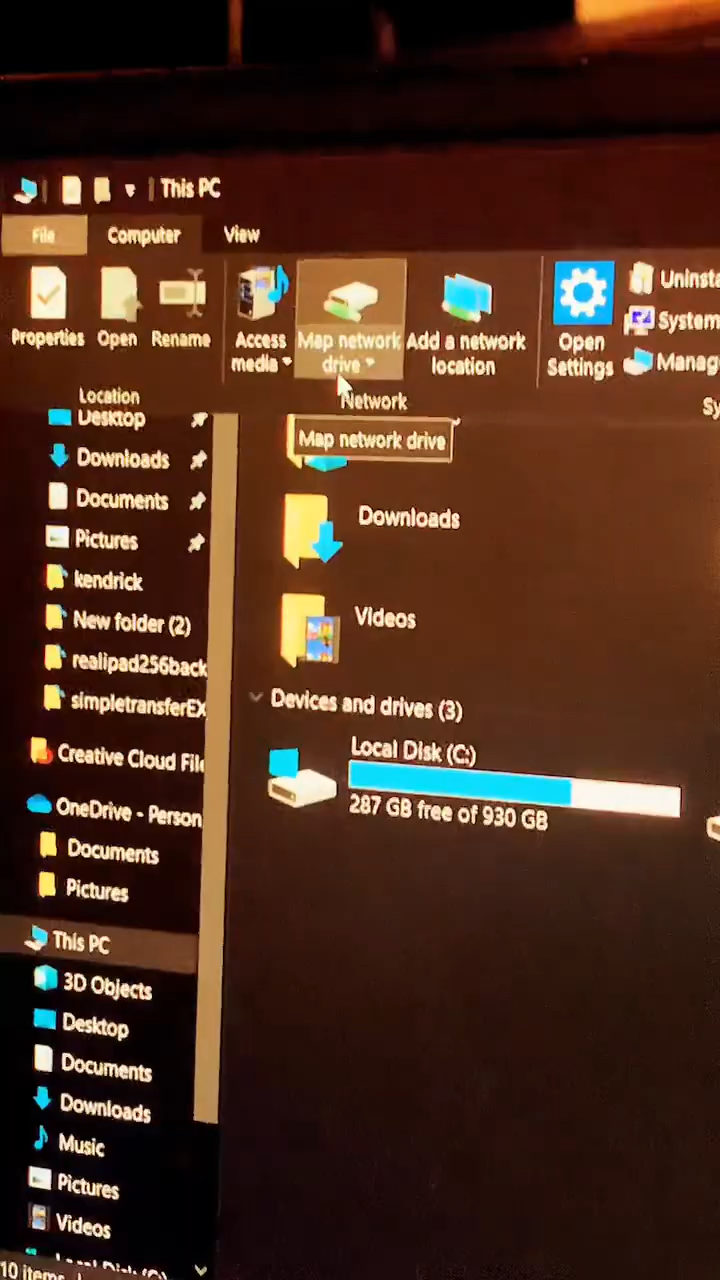 This PC
File
Computer
View
Properties
Open
Rename
Access media
Map network drive
Add a network location
Open Settings
Uninsta
System
Manag
Location
Network
Sy
Map network drive
Desktop
Downloads
Documents
Pictures
kendrick
New folder (2)
realipad256back
simpletransferEX
Creative Cloud File
OneDrive - Person
Documents
Pictures
This PC
3D Objects
Desktop
Documents
Downloads
Music
Pictures
Videos
Local Disk (C:)
10 items
Downloads
Videos
Devices and drives (3)
Local Disk (C:)
287 GB free of 930 GB